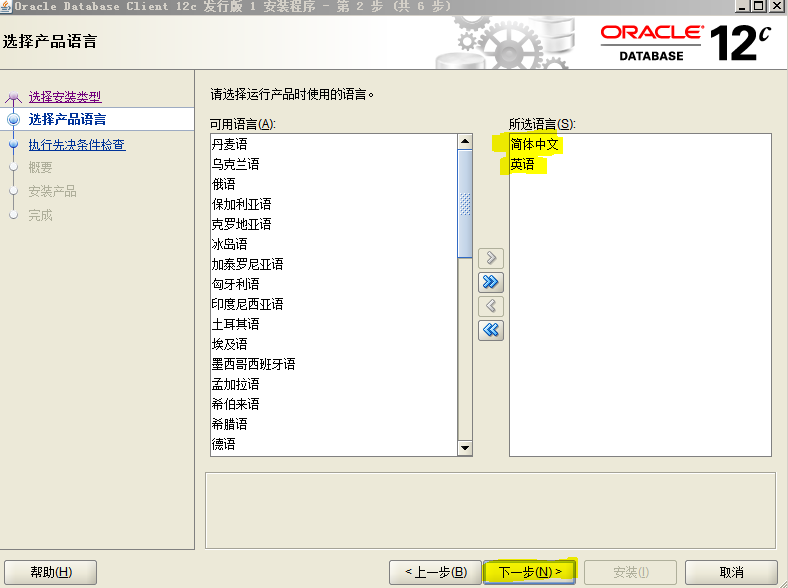 Oracle Database Client 12c 发行版 1 安装程序 - 第 2 步 (共 6 步)
选择产品语言
ORACLE
DATABASE
12c
选择安装类型
选择产品语言
执行先决条件检查
概要
安装产品
完成
请选择运行产品时使用的语言。
可用语言(A):
丹麦语
乌克兰语
俄语
保加利亚语
克罗地亚语
冰岛语
加泰罗尼亚语
匈牙利语
印度尼西亚语
土耳其语
埃及语
墨西哥西班牙语
孟加拉语
希伯来语
希腊语
德语
所选语言(S):
简体中文
英语
帮助(H)
< 上一步(B)
下一步(N) >
安装(I)
取消